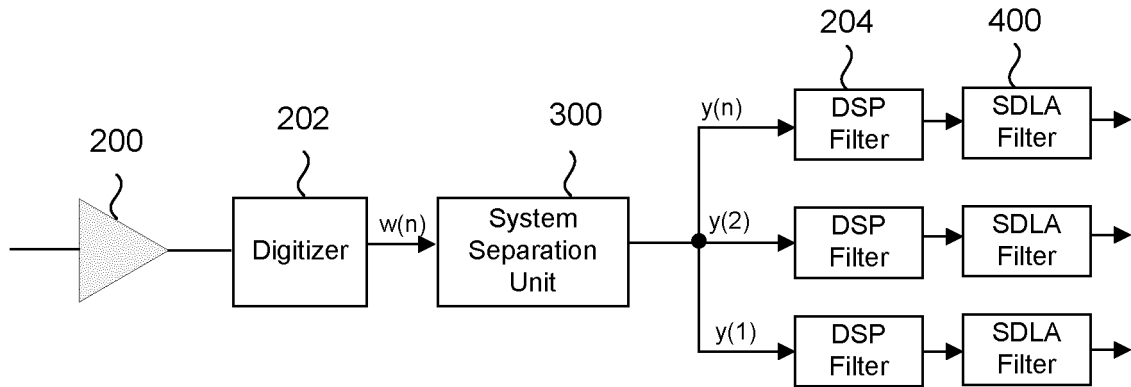 204
400
y(n)
DSP
Filter
SDLA
Filter
200
202
300
Digitizer
w(n)
System
Separation
Unit
y(2)
DSP
Filter
SDLA
Filter
y(1)
DSP
Filter
SDLA
Filter